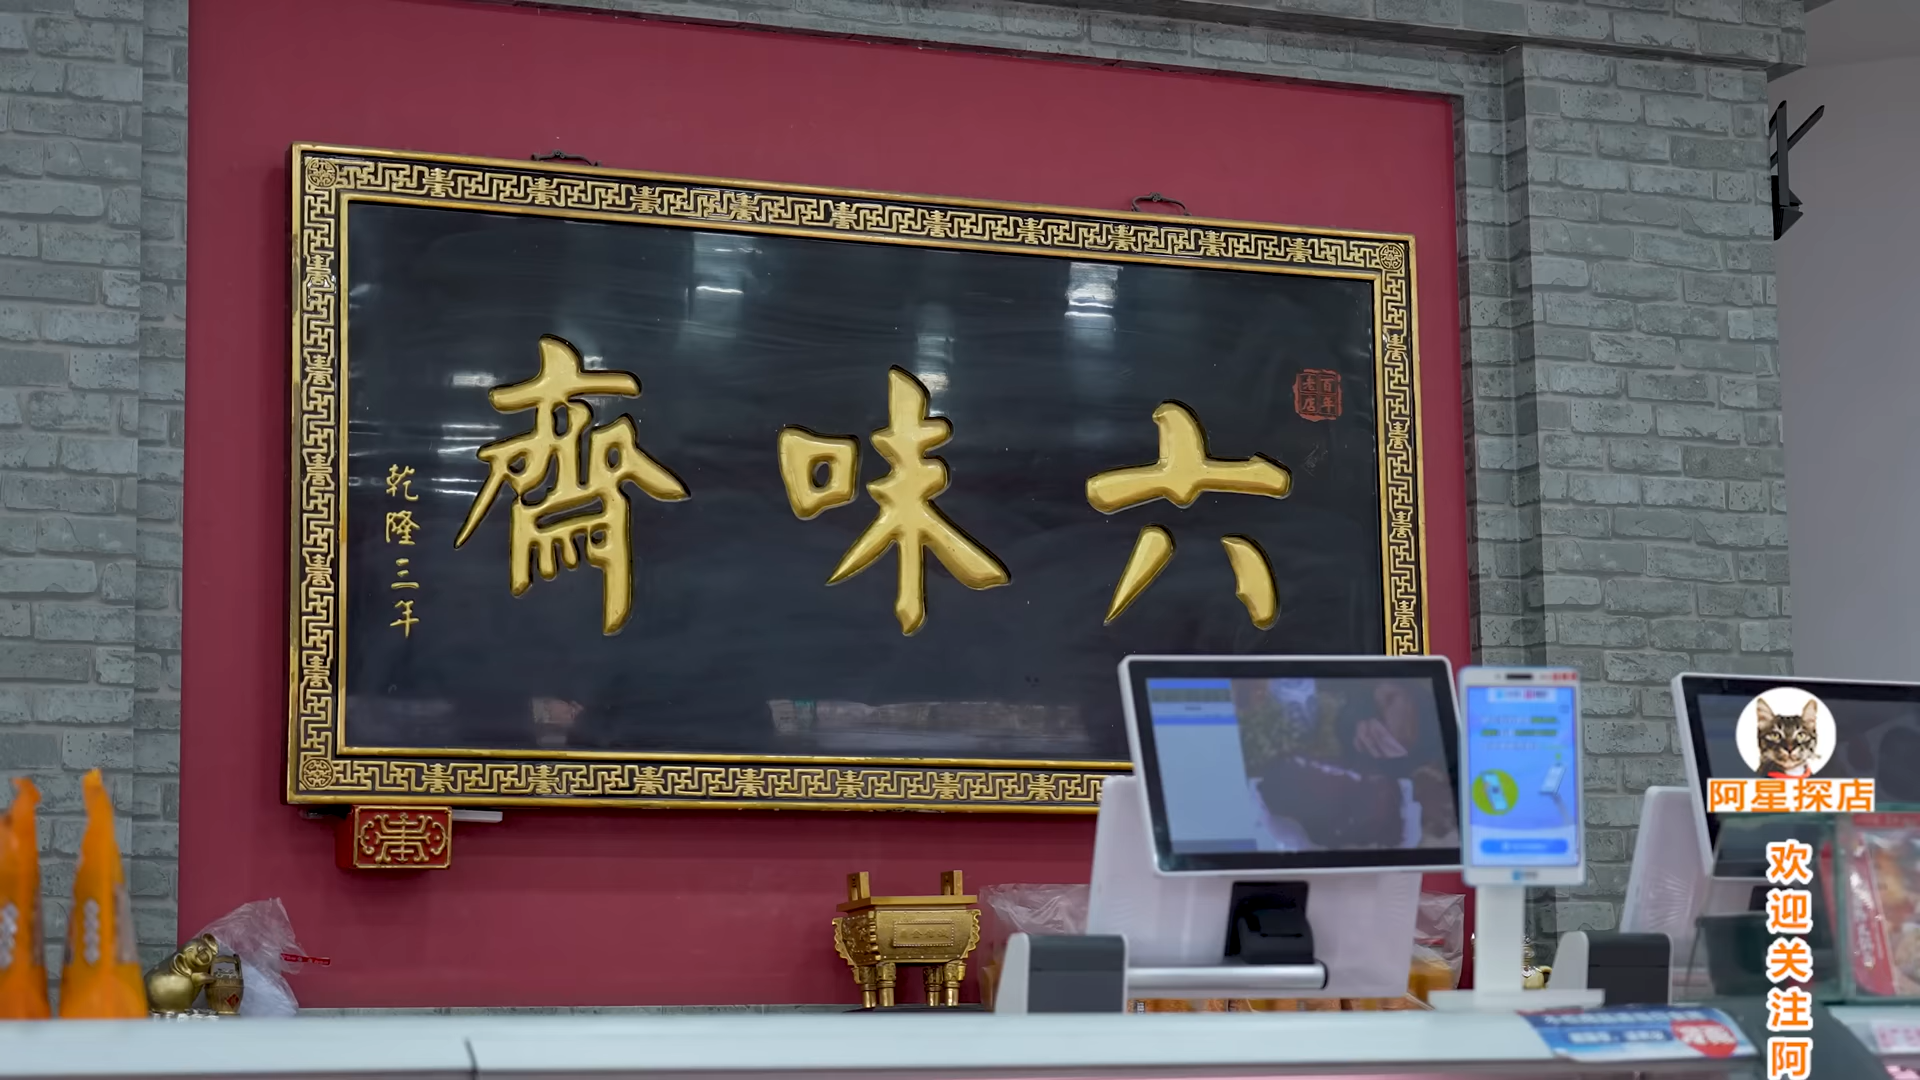 齋味六
百年
老店
乾隆三年
阿星探店
欢迎关注阿